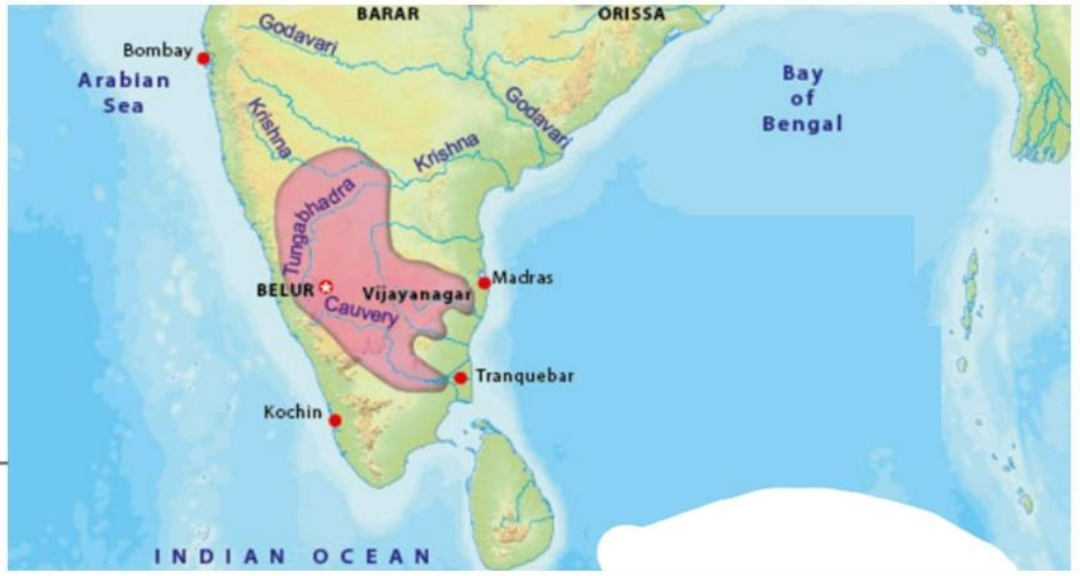 BARAR
ORISSA
Godavari
Bombay
Arabian
Sea
Bay
of
Bengal
Krishna
Godavari
Krishna
Tungabhadra
Madras
BELUR
Vijayanagar
Cauvery
Tranquebar
Kochin
INDIAN OCEAN